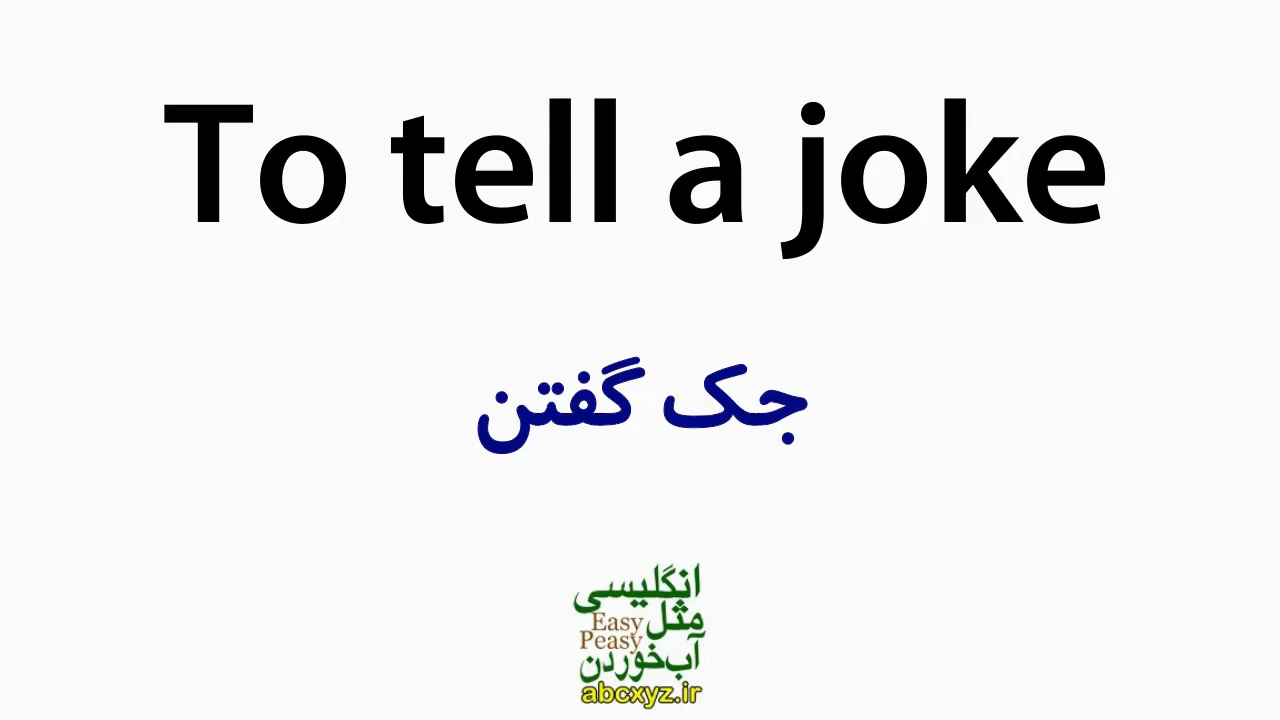 To tell a joke
جک گفتن
انگلیسی
مثل Easy
Peasy
آب‌خوردن
abcxyz.ir